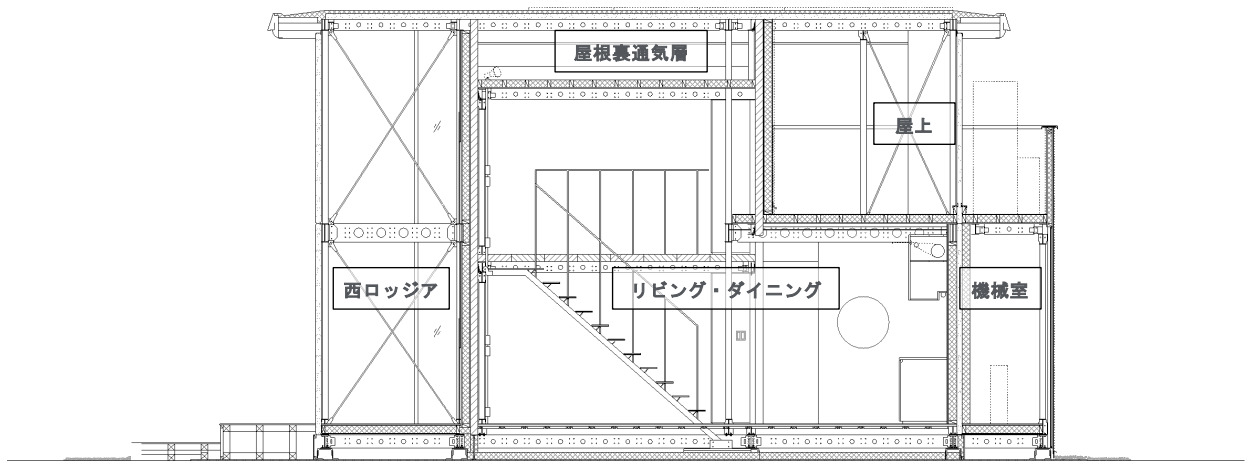 屋根裏通気層
屋上
西ロッジア
リビング・ダイニング
機械室